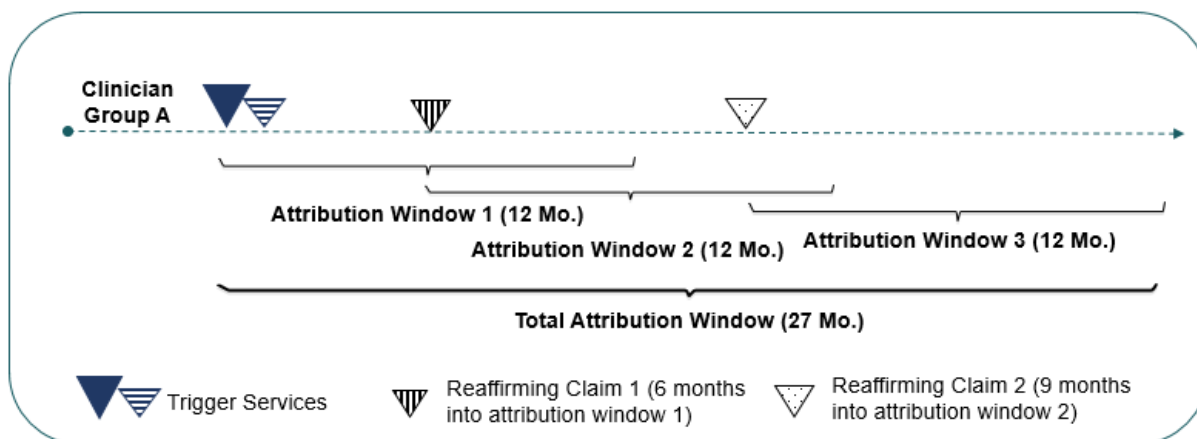 Clinician
Group A
Attribution Window 1 (12 Mo.)
Attribution Window 2 (12 Mo.)
Attribution Window 3 (12 Mo.)
Total Attribution Window (27 Mo.)
Trigger Services
Reaffirming Claim 1 (6 months
into attribution window 1)
Reaffirming Claim 2 (9 months
into attribution window 2)